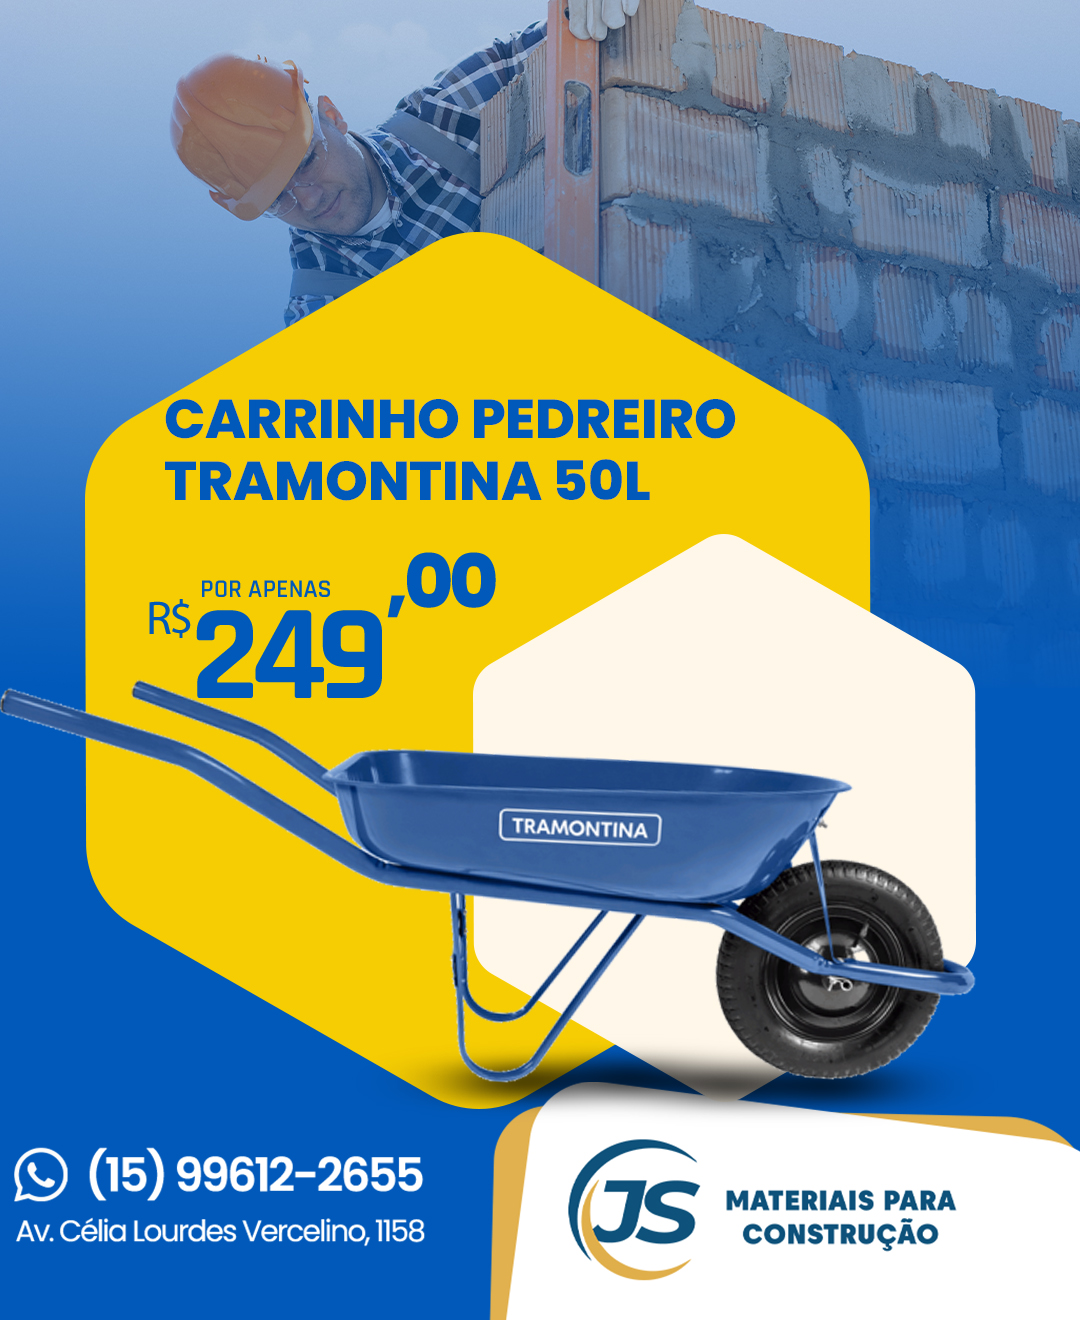 CARRINHO PEDREIRO
TRAMONTINA 50L
POR APENAS
R$ 249,00
TRAMONTINA
(15) 99612-2655
Av. Célia Lourdes Vercelino, 1158
JS
MATERIAIS PARA
CONSTRUÇÃO